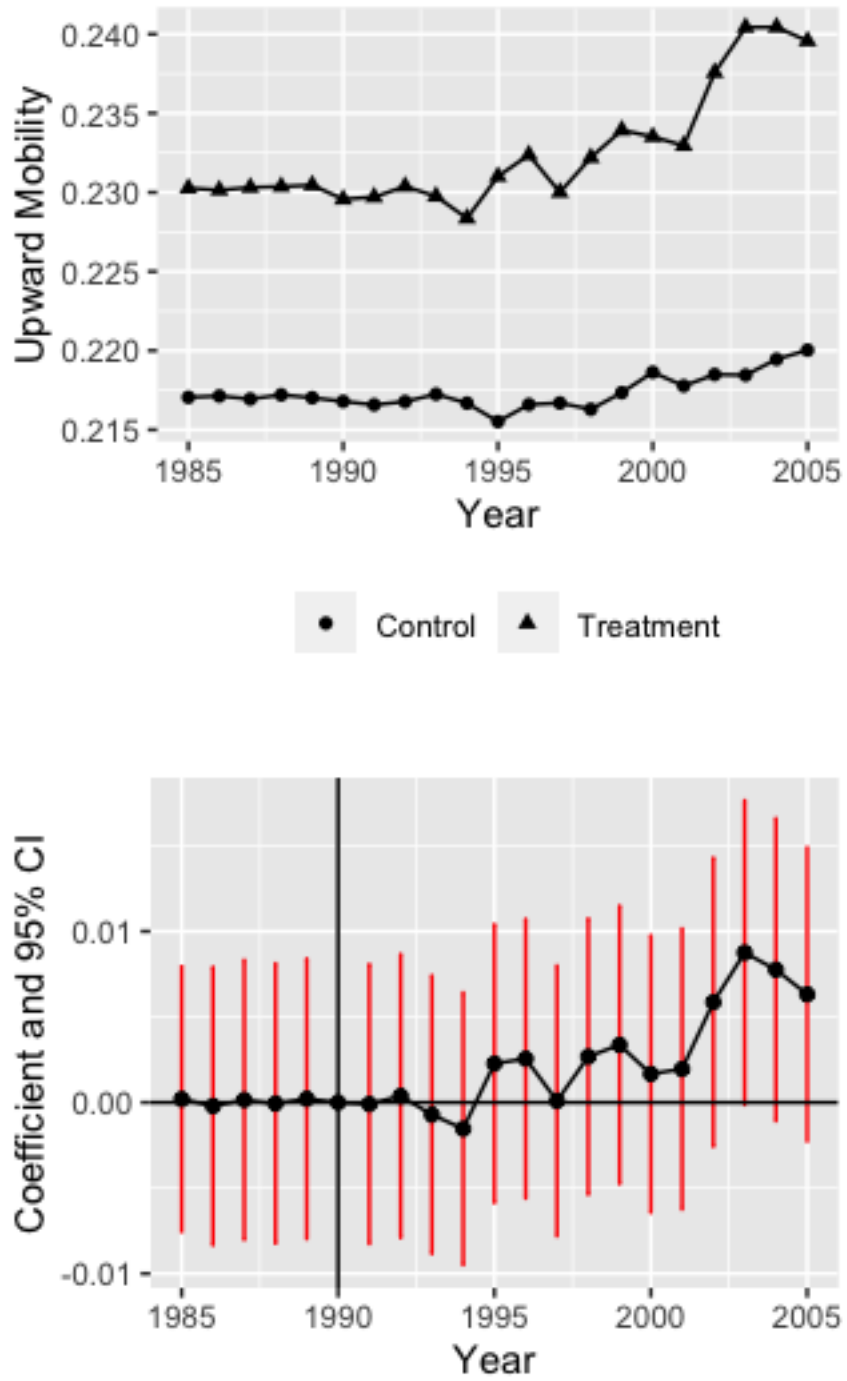 Upward Mobility
0.240
0.235
0.230
0.225
0.220
0.215
1985 1990 1995 2000 2005
Year
Control Treatment
Coefficient and 95% CI
0.01
0.00
-0.01
1985 1990 1995 2000 2005
Year